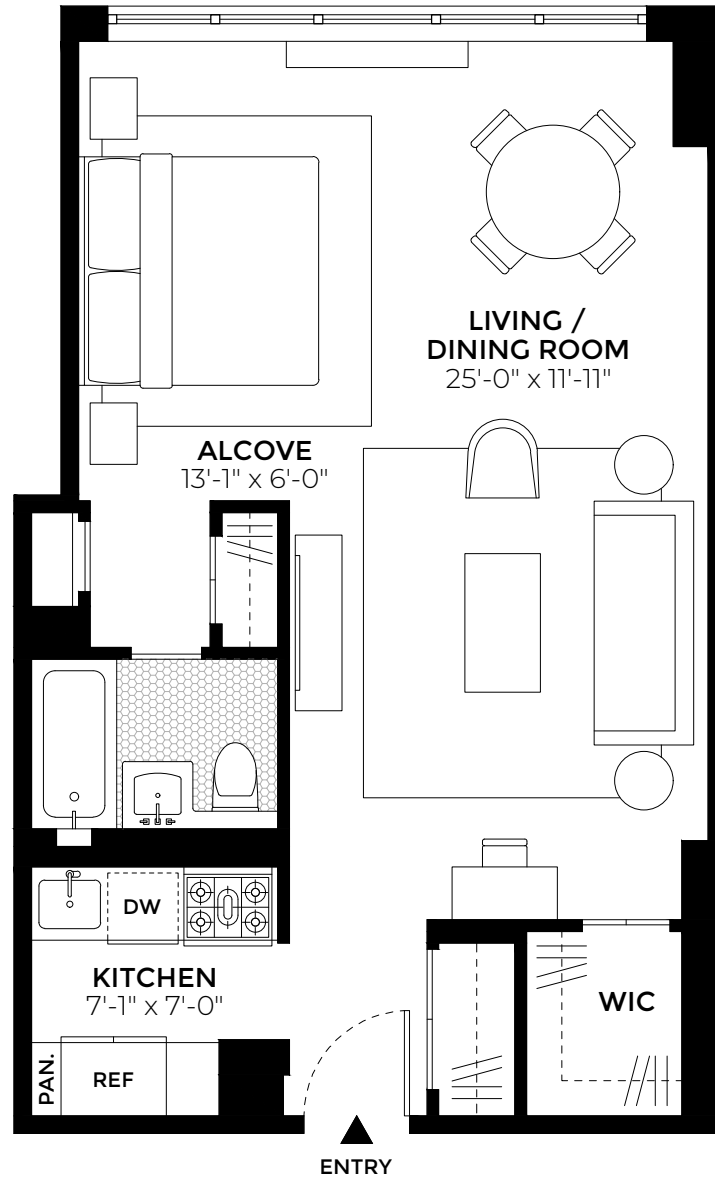 LIVING /
DINING ROOM
25'-0" x 11'-11"
ALCOVE
13'-1" x 6'-0"
DW
KITCHEN
7'-1" x 7'-0"
WIC
PAN.
REF
ENTRY